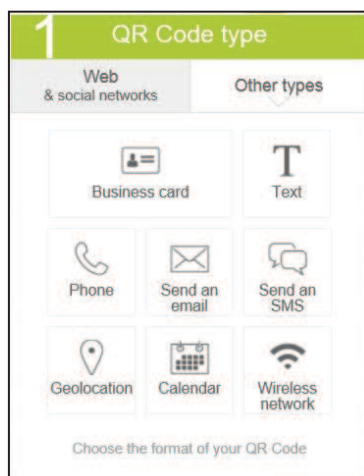 1 QR Code type
Web
& social networks
Other types
Business card
T
Text
Phone
Send an
email
Send an
SMS
Geolocation
Calendar
Wireless
network
Choose the format of your QR Code